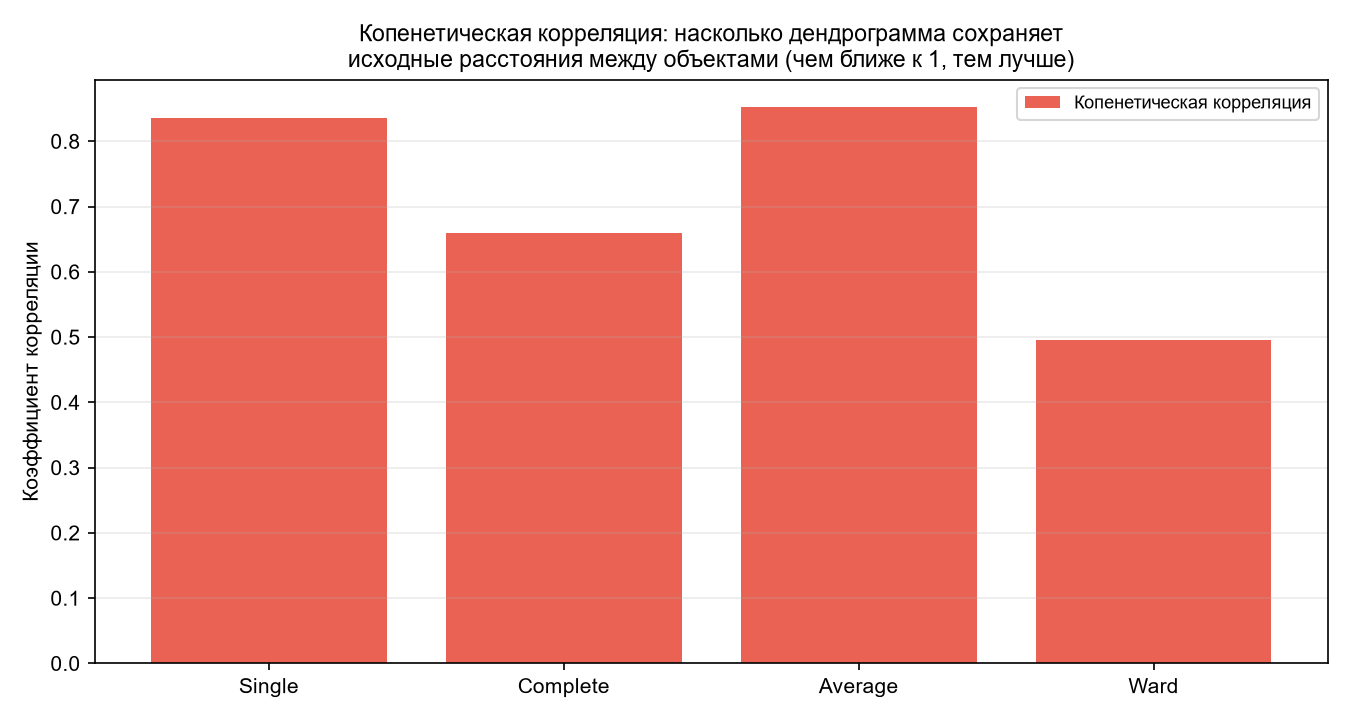 Копенетическая корреляция: насколько дендрограмма сохраняет
исходные расстояния между объектами (чем ближе к 1, тем лучше)
Копенетическая корреляция
Коэффициент корреляции
0.8
0.7
0.6
0.5
0.4
0.3
0.2
0.1
0.0
Single
Complete
Average
Ward